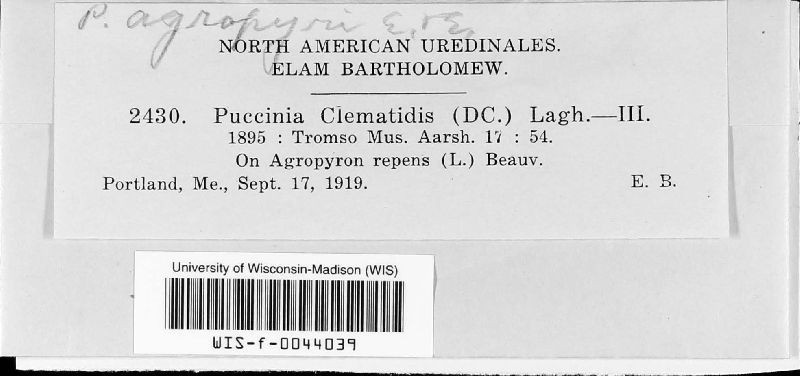 P. agropyri E. & E.
NORTH AMERICAN UREDINALES.
ELAM BARTHOLOMEW.
2430. Puccinia Clematidis (DC.) Lagh.—III.
1895 : Tromso Mus. Aarsh. 17 : 54.
On Agropyron repens (L.) Beauv.
Portland, Me., Sept. 17, 1919. E. B.
University of Wisconsin-Madison (WIS)
WIS-f-0044039